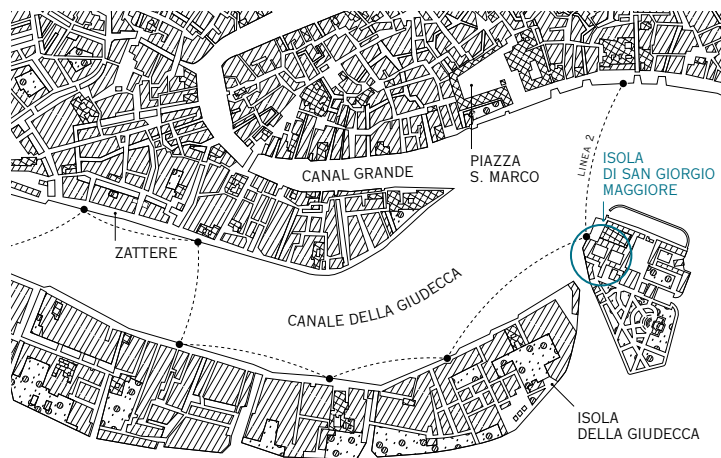 LINEA 2
ISOLA
DI SAN GIORGIO
MAGGIORE
PIAZZA
S. MARCO
CANAL GRANDE
ZATTERE
CANALE DELLA GIUDECCA
ISOLA
DELLA GIUDECCA